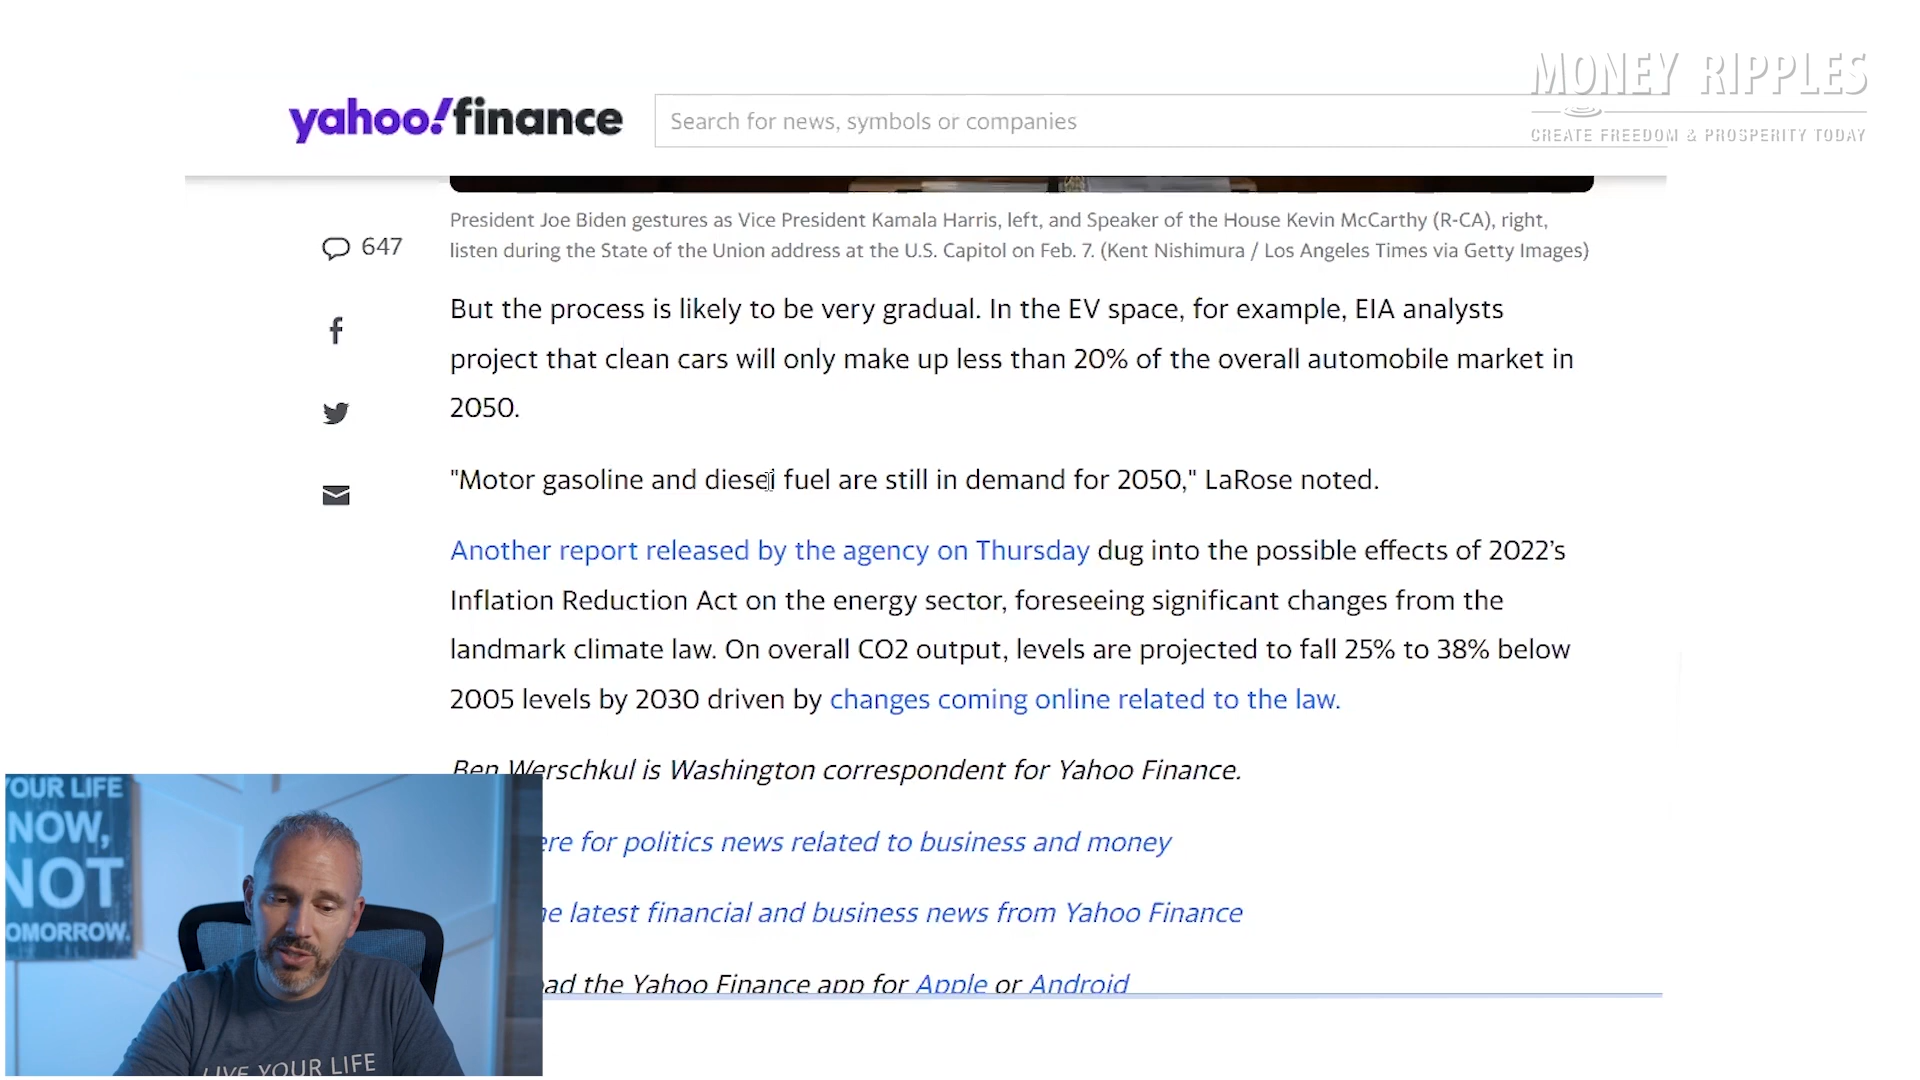 MONEY RIPPLES
CREATE FREEDOM & PROSPERITY TODAY
yahoo!finance
Search for news, symbols or companies
President Joe Biden gestures as Vice President Kamala Harris, left, and Speaker of the House Kevin McCarthy (R-CA), right,
listen during the State of the Union address at the U.S. Capitol on Feb. 7. (Kent Nishimura / Los Angeles Times via Getty Images)
647
But the process is likely to be very gradual. In the EV space, for example, EIA analysts
project that clean cars will only make up less than 20% of the overall automobile market in
2050.
"Motor gasoline and diesel fuel are still in demand for 2050," LaRose noted.
Another report released by the agency on Thursday dug into the possible effects of 2022’s
Inflation Reduction Act on the energy sector, foreseeing significant changes from the
landmark climate law. On overall CO2 output, levels are projected to fall 25% to 38% below
2005 levels by 2030 driven by changes coming online related to the law.
Ben Werschkul is Washington correspondent for Yahoo Finance.
ere for politics news related to business and money
he latest financial and business news from Yahoo Finance
oad the Yahoo Finance app for Apple or Android
YOUR LIFE
NOW,
NOT
TOMORROW.
LIVE YOUR LIFE